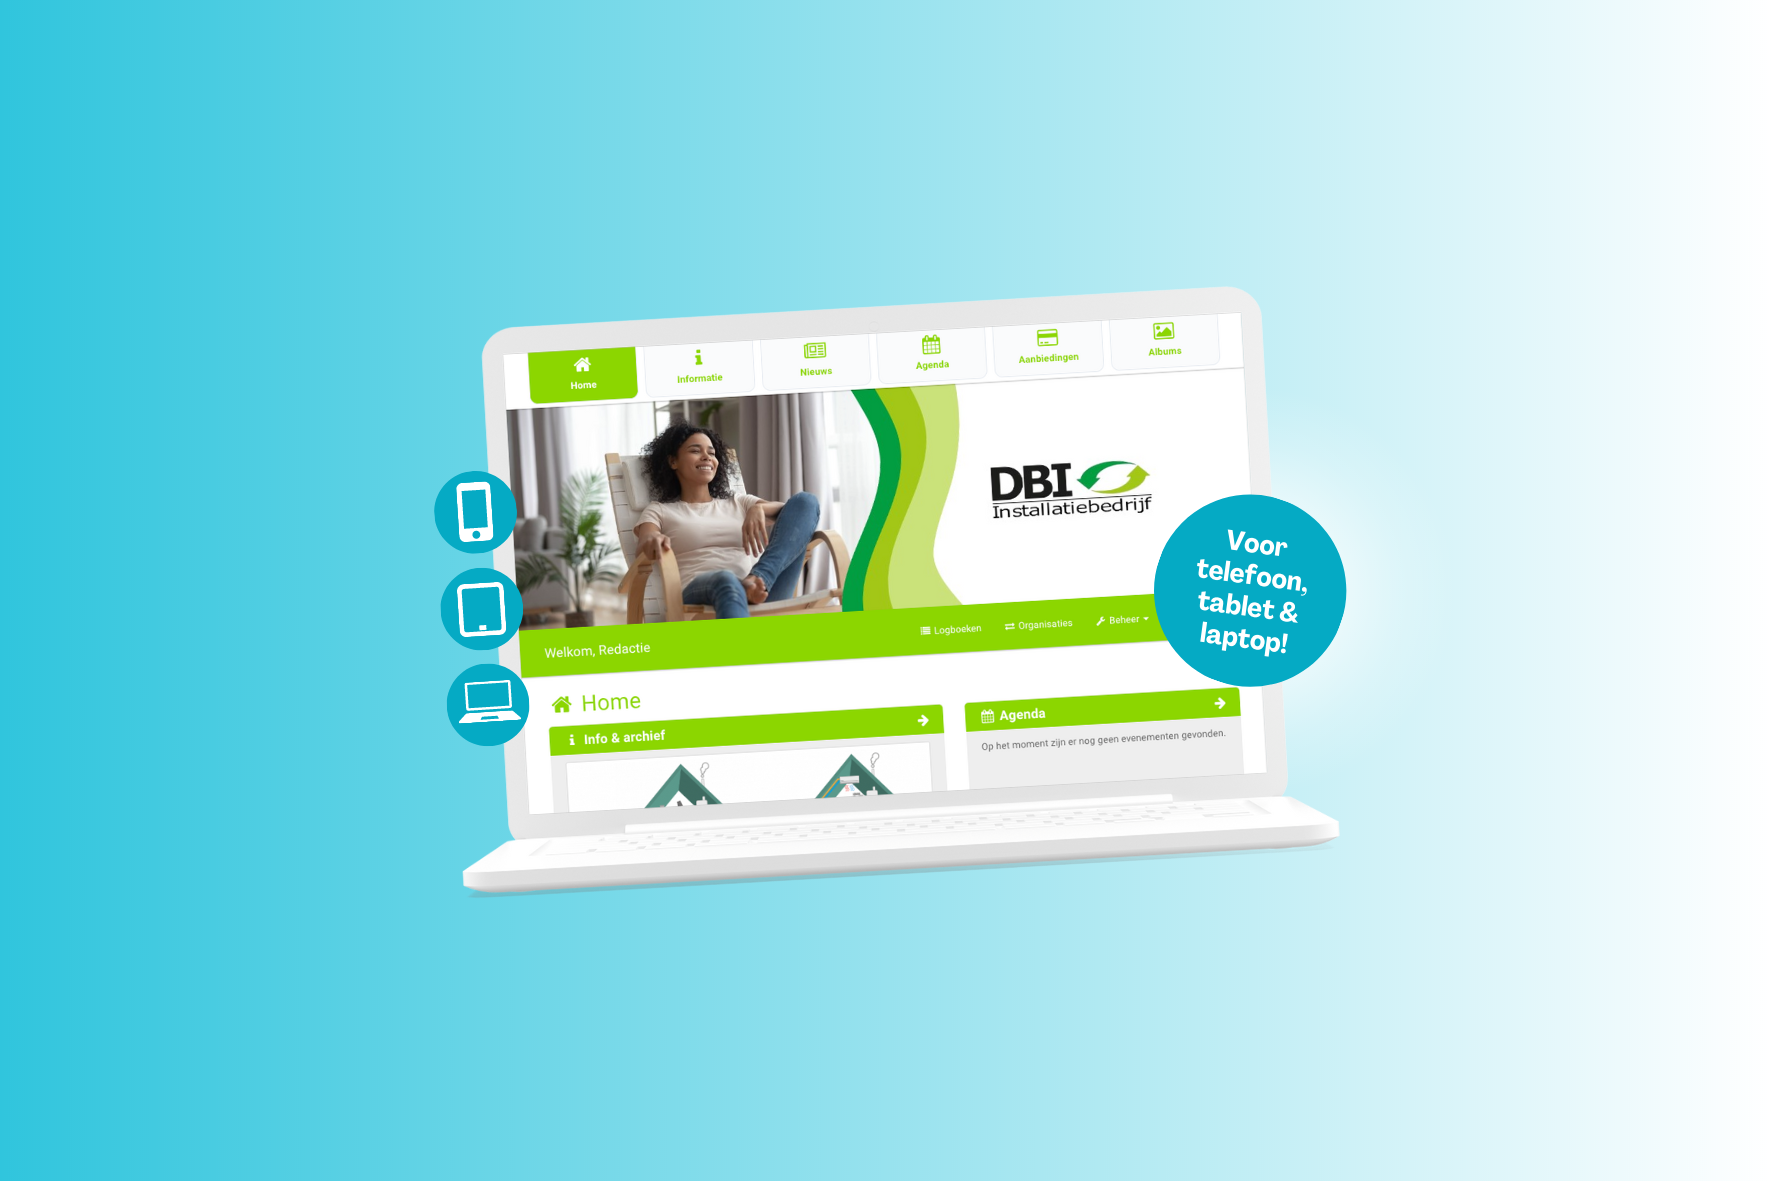 Home
Informatie
Nieuws
Agenda
Aanbiedingen
Albums
DBI
Installatiebedrijf
Voor
telefoon,
tablet &
laptop!
Welkom, Redactie
Logboeken
Organisaties
Beheer
Home
Info & archief
Agenda
Op het moment zijn er nog geen evenementen gevonden.